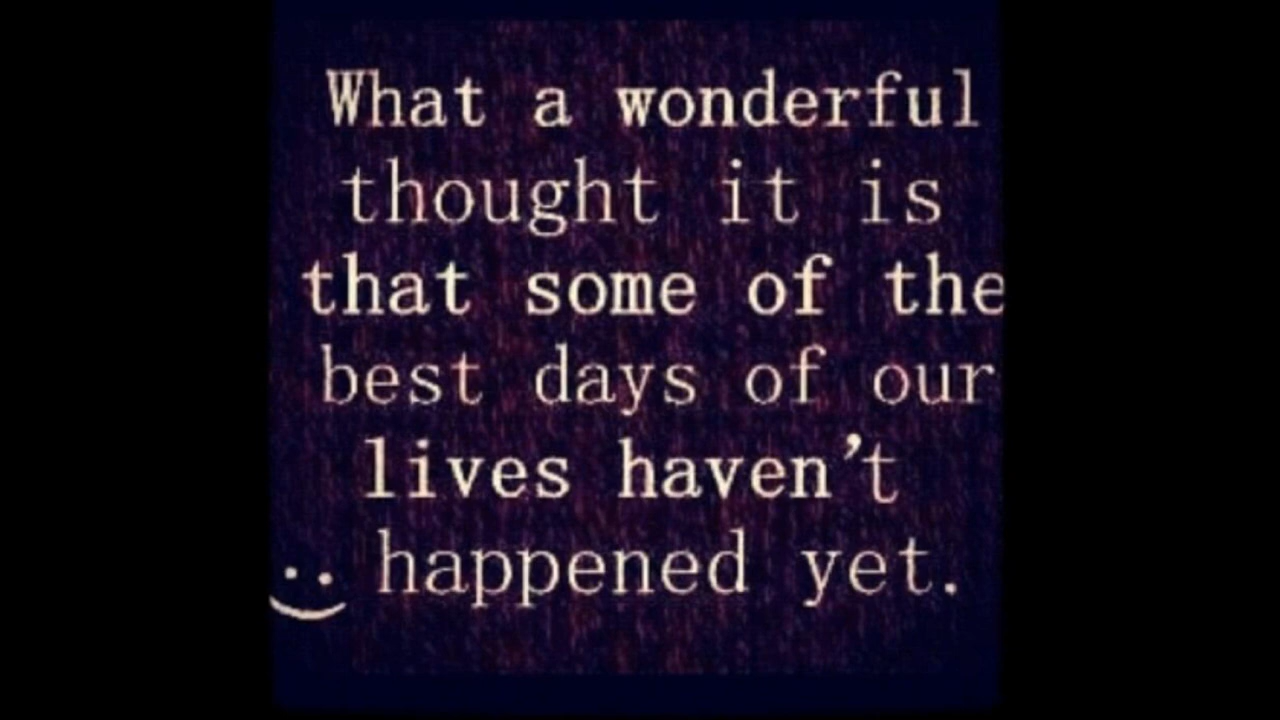 What a wonderful
thought it is
that some of the
best days of our
lives haven't
happened yet.